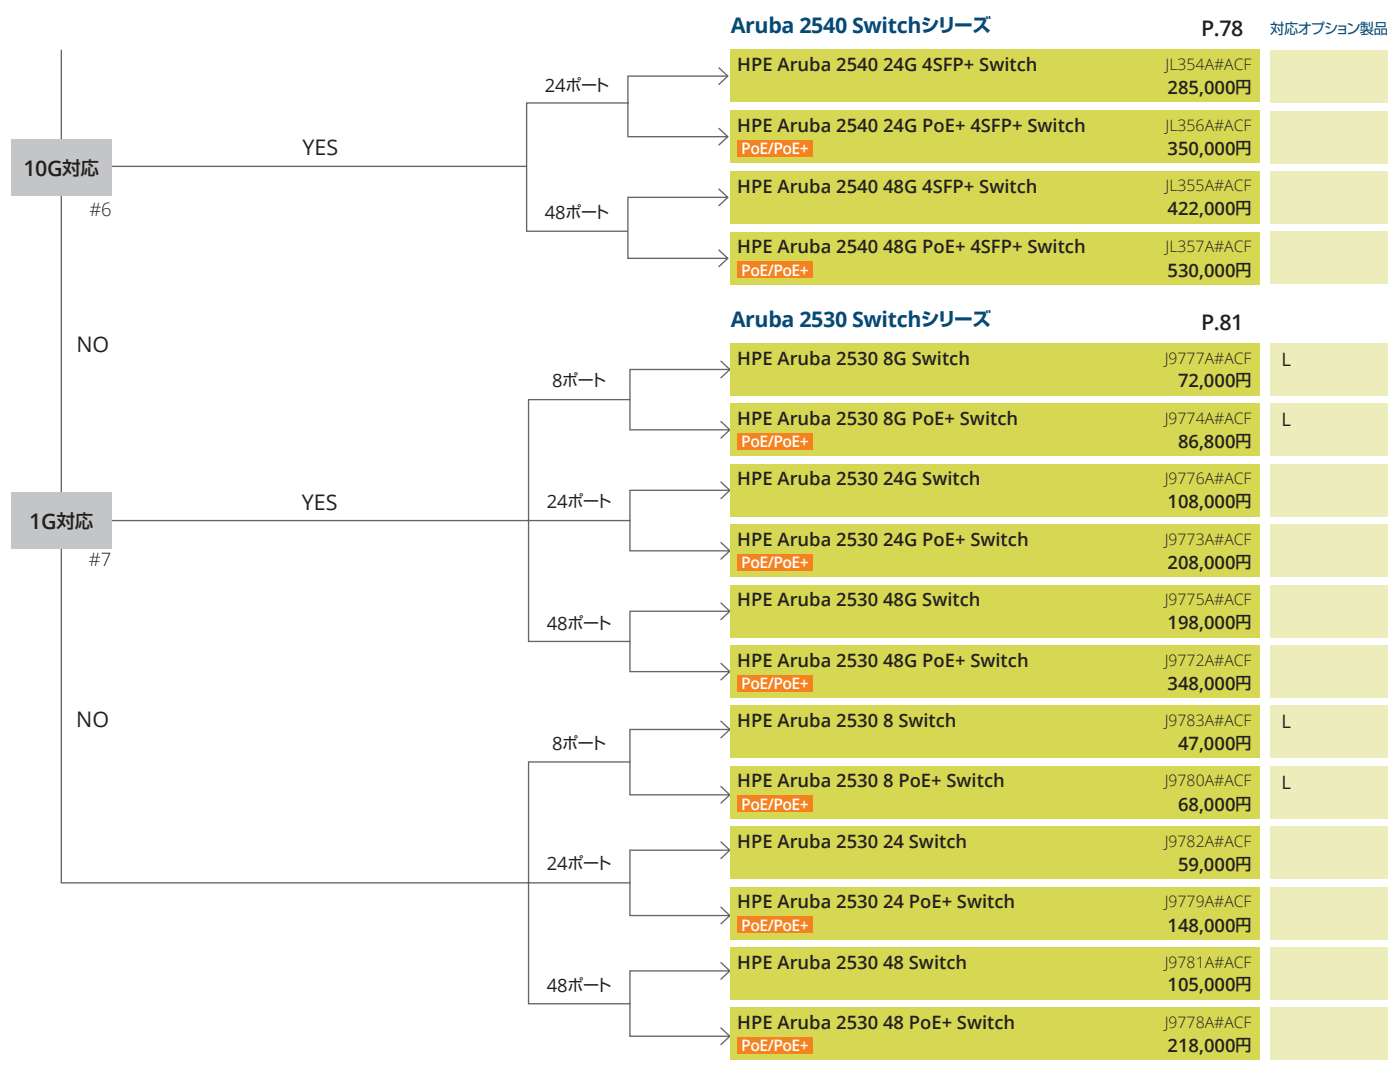 Aruba 2540 Switchシリーズ P.78 対応オプション製品
HPE Aruba 2540 24G 4SFP+ Switch JL354A#ACF
285,000円
24ポート
HPE Aruba 2540 24G PoE+ 4SFP+ Switch JL356A#ACF
PoE/PoE+ 350,000円
YES
10G対応
#6
HPE Aruba 2540 48G 4SFP+ Switch JL355A#ACF
422,000円
48ポート
HPE Aruba 2540 48G PoE+ 4SFP+ Switch JL357A#ACF
PoE/PoE+ 530,000円
NO
Aruba 2530 Switchシリーズ P.81
HPE Aruba 2530 8G Switch J9777A#ACF L
72,000円
8ポート
HPE Aruba 2530 8G PoE+ Switch J9774A#ACF L
PoE/PoE+ 86,800円
HPE Aruba 2530 24G Switch J9776A#ACF
108,000円
24ポート
YES
1G対応
#7
HPE Aruba 2530 24G PoE+ Switch J9773A#ACF
PoE/PoE+ 208,000円
HPE Aruba 2530 48G Switch J9775A#ACF
198,000円
48ポート
HPE Aruba 2530 48G PoE+ Switch J9772A#ACF
PoE/PoE+ 348,000円
NO
HPE Aruba 2530 8 Switch J9783A#ACF L
47,000円
8ポート
HPE Aruba 2530 8 PoE+ Switch J9780A#ACF L
PoE/PoE+ 68,000円
HPE Aruba 2530 24 Switch J9782A#ACF
59,000円
24ポート
HPE Aruba 2530 24 PoE+ Switch J9779A#ACF
PoE/PoE+ 148,000円
HPE Aruba 2530 48 Switch J9781A#ACF
105,000円
48ポート
HPE Aruba 2530 48 PoE+ Switch J9778A#ACF
PoE/PoE+ 218,000円